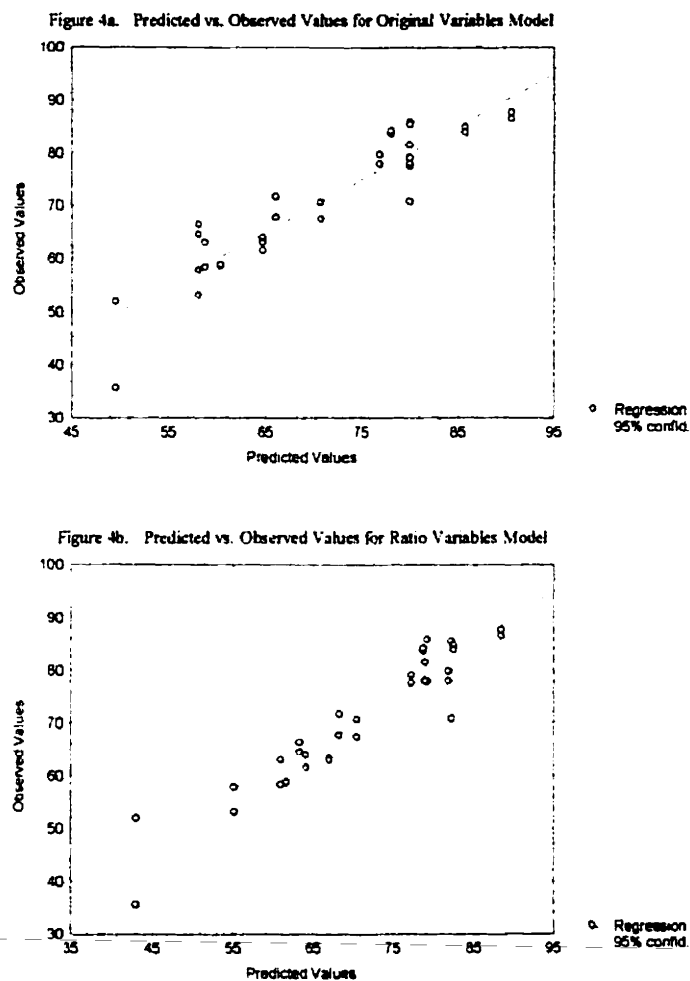 Figure 4a. Predicted vs. Observed Values for Original Variables Model
100
90
80
70
60
50
40
30
Observed Values
45 55 65 75 85 95
Predicted Values
Regression
95% confid.
Figure 4b. Predicted vs. Observed Values for Ratio Variables Model
100
90
80
70
60
50
40
30
Observed Values
35 45 55 65 75 85 95
Predicted Values
Regression
95% confid.